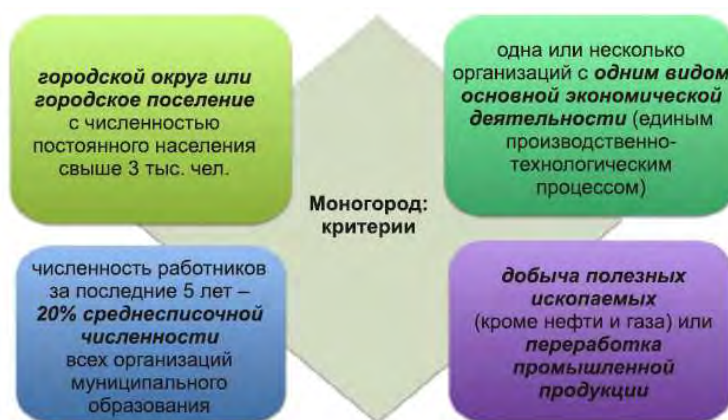 городской округ или
городское поселение
с численностью
постоянного населения
свыше 3 тыс. чел.
одна или несколько
организаций с одним видом
основной экономической
деятельности (единым
производственно-
технологическим
процессом)
Моногород:
критерии
численность работников
за последние 5 лет –
20% среднесписочной
численности
всех организаций
муниципального
образования
добыча полезных
ископаемых
(кроме нефти и газа) или
переработка
промышленной
продукции